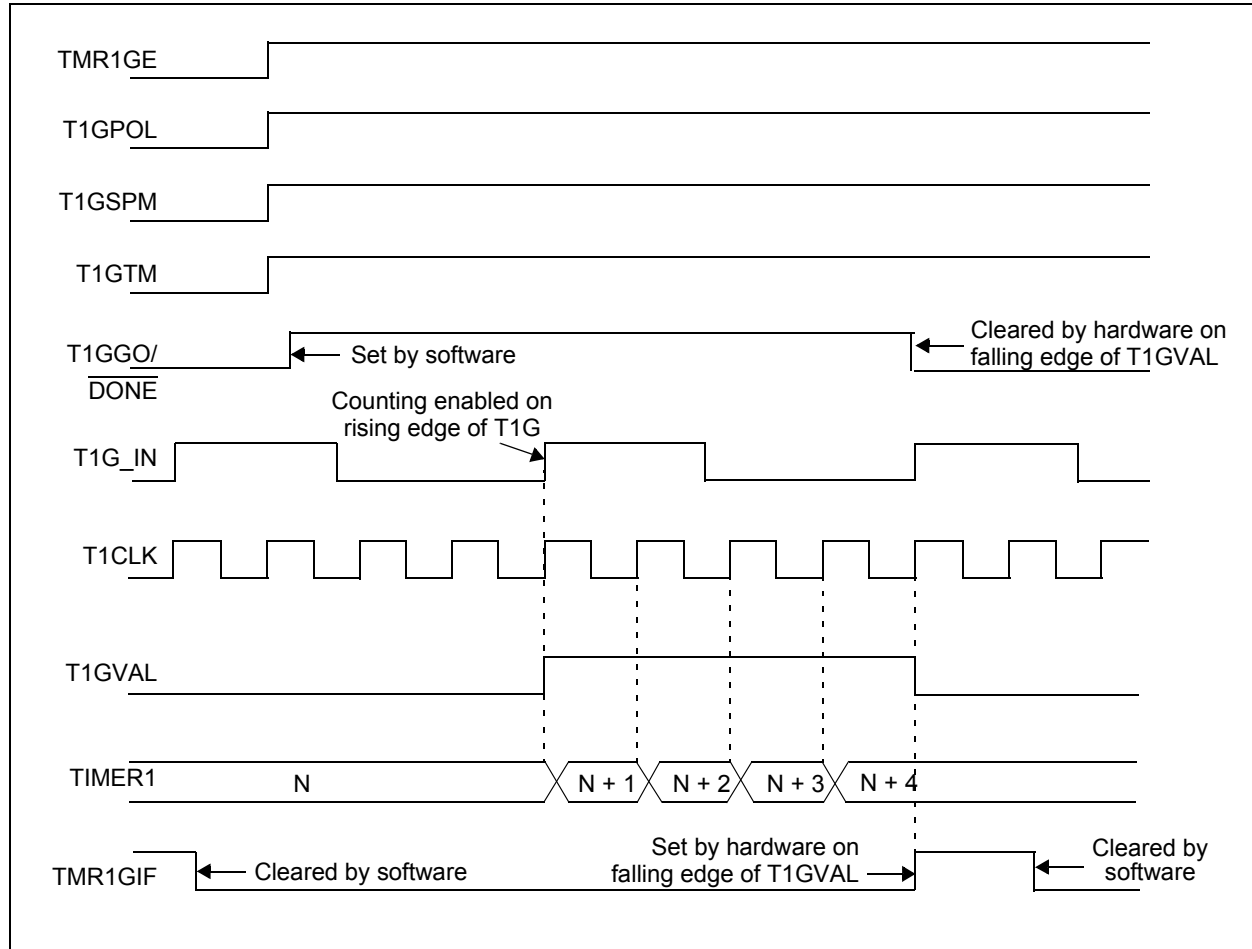 TMR1GE
T1GPOL
T1GSPM
T1GTM
T1GGO/
DONE
Set by software
Cleared by hardware on
falling edge of T1GVAL
Counting enabled on
rising edge of T1G
T1G_IN
T1CLK
T1GVAL
TIMER1
N
N + 1
N + 2
N + 3
N + 4
TMR1GIF
Cleared by software
Set by hardware on
falling edge of T1GVAL
Cleared by
software